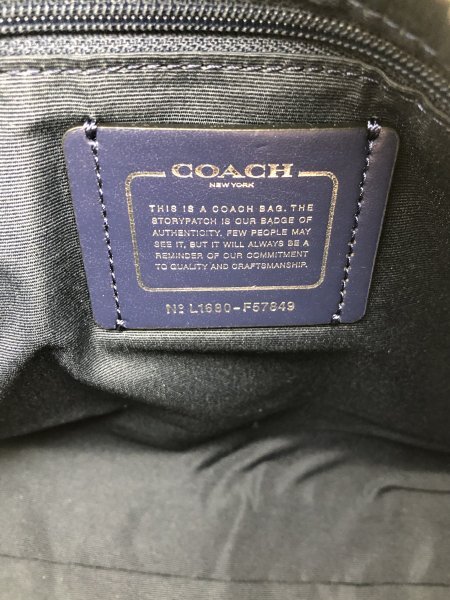 COACH
NEW YORK
THIS IS A COACH BAG. THE
STORYPATCH IS OUR BADGE OF
AUTHENTICITY. FEW PEOPLE MAY
SEE IT, BUT IT WILL ALWAYS BE A
REMINDER OF OUR COMMITMENT
TO QUALITY AND CRAFTSMANSHIP.
Nº L1680-F57849